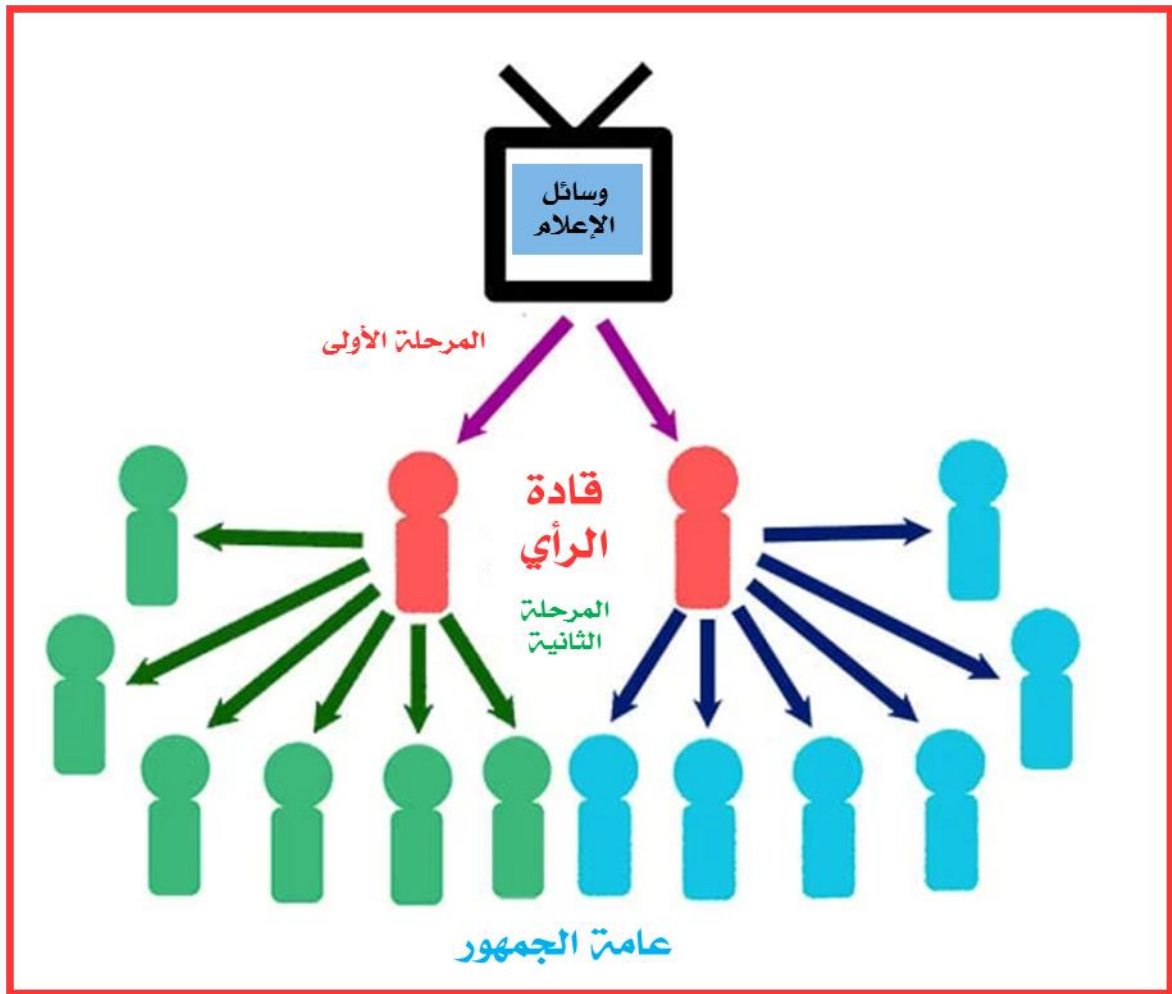 وسائل
الإعلام
المرحلة الأولى
قادة
الرأي
المرحلة
الثانية
عامة الجمهور